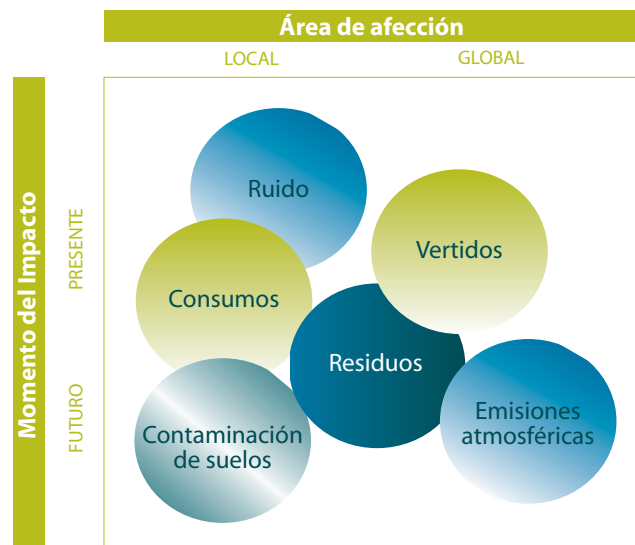 Área de afección
LOCAL
GLOBAL
Momento del Impacto
PRESENTE
FUTURO
Ruido
Vertidos
Consumos
Residuos
Contaminación
de suelos
Emisiones
atmosféricas